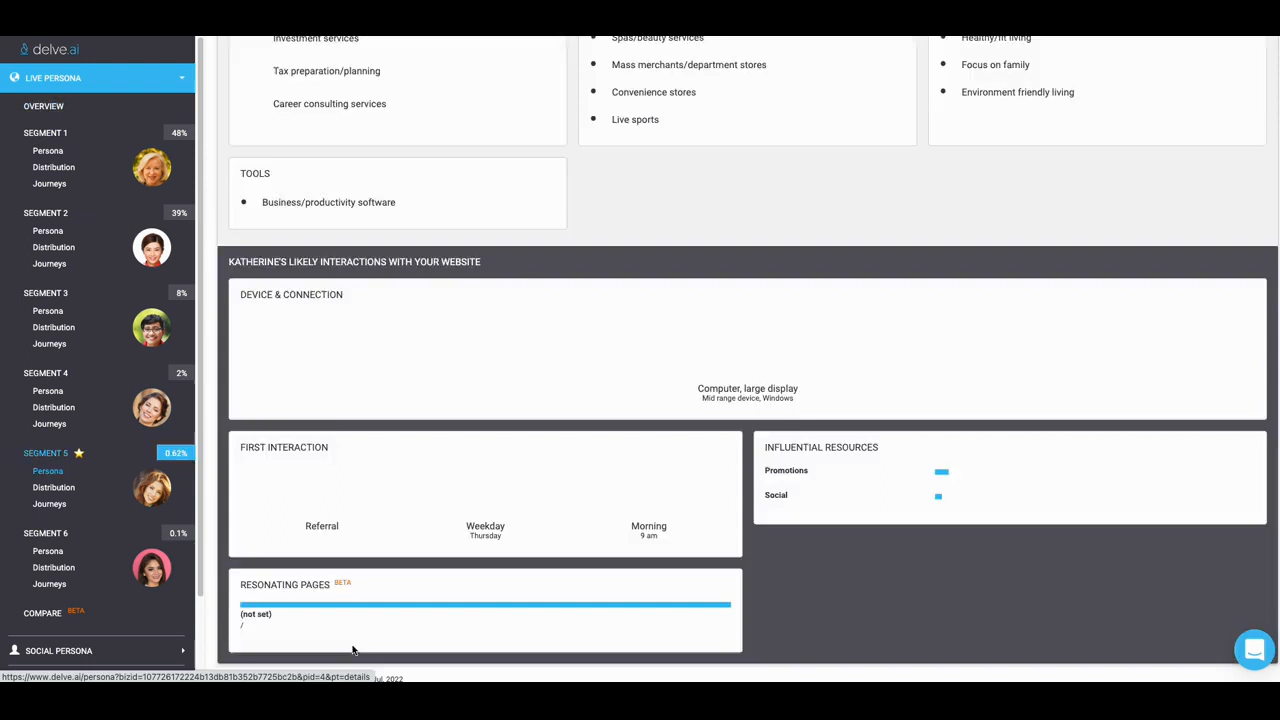 delve.ai
LIVE PERSONA
OVERVIEW
SEGMENT 1
48%
Persona
Distribution
Journeys
SEGMENT 2
39%
Persona
Distribution
Journeys
SEGMENT 3
8%
Persona
Distribution
Journeys
SEGMENT 4
2%
Persona
Distribution
Journeys
SEGMENT 5
0.62%
Persona
Distribution
Journeys
SEGMENT 6
0.1%
Persona
Distribution
Journeys
COMPARE BETA
SOCIAL PERSONA
https://www.delve.ai/persona?bizid=107726172224b13db81b352b7725bc2b&pid=4&pt=details
Investment services
Tax preparation/planning
Career consulting services
Spas/beauty services
Mass merchants/department stores
Convenience stores
Live sports
Healthy/fit living
Focus on family
Environment friendly living
TOOLS
Business/productivity software
KATHERINE'S LIKELY INTERACTIONS WITH YOUR WEBSITE
DEVICE & CONNECTION
Computer, large display
Mid range device, Windows
FIRST INTERACTION
Referral
Weekday
Thursday
Morning
9 am
INFLUENTIAL RESOURCES
Promotions
Social
RESONATING PAGES BETA
(not set)
/
Jul, 2022